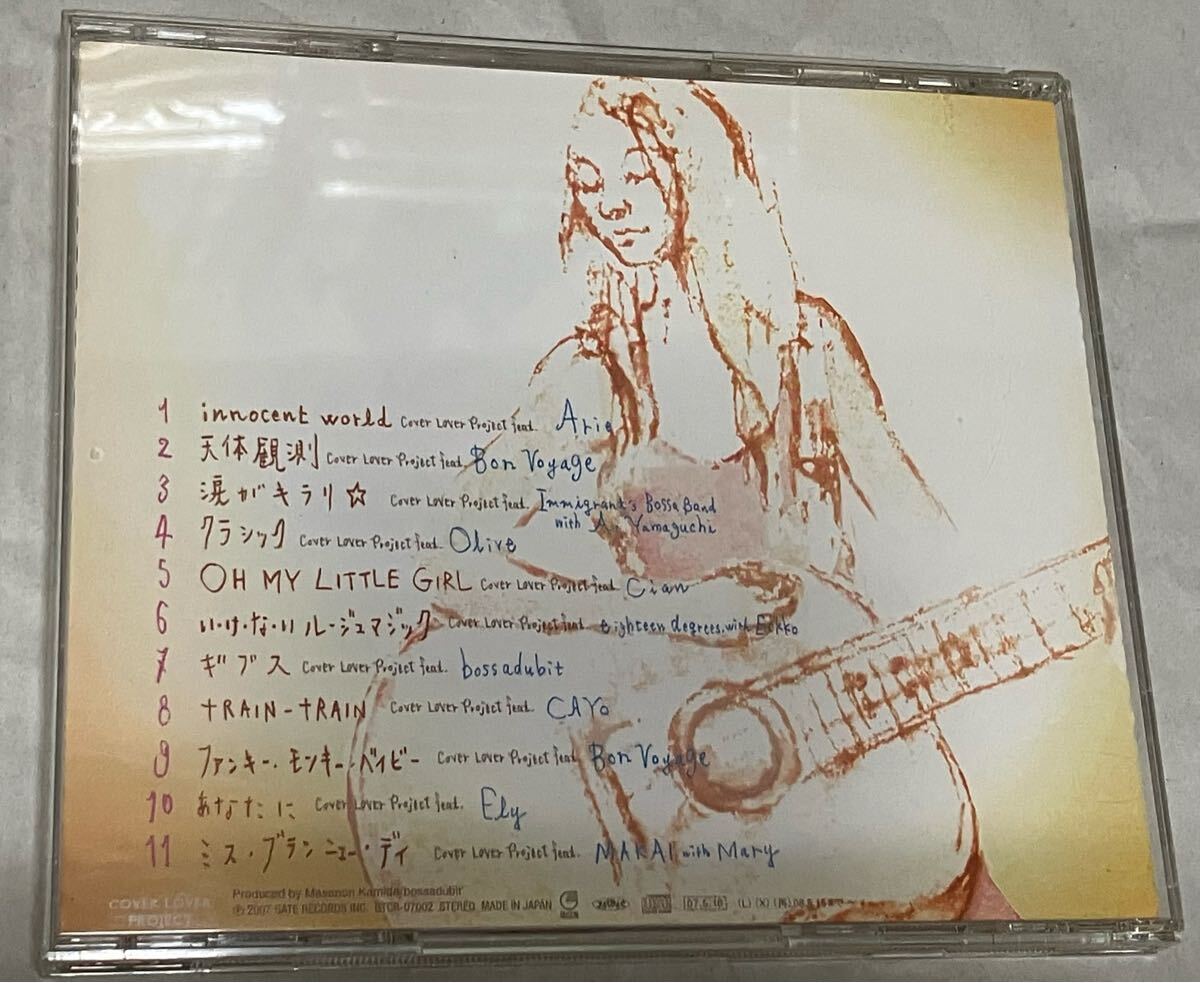 1 innocent world Cover Lover Project feat. Arie
2 天体観測 Cover Lover Project feat. Bon Voyage
3 涙がキラリ☆ Cover Lover Project feat. Immigrant's Bossa Band
with Ai Yamaguchi
4 クラシック Cover Lover Project feat. Olive
5 OH MY LITTLE GIRL Cover Lover Project feat. Cian
6 い・け・な・い ルージュマジック Cover Lover Project feat. eighteen degrees. with Eekko
7 ギブス Cover Lover Project feat. bossadubit
8 TRAIN-TRAIN Cover Lover Project feat. CAYO
9 ファンキー・モンキー・ベイビー Cover Lover Project feat. Bon Voyage
10 あなたに Cover Lover Project feat. Ely
11 ミス・ブランニュー・デイ Cover Lover Project feat. MAKAI with Mary
COVER LOVER
PROJECT
Produced by Masanori Kamide/bossadubit
℗© 2007 GATE RECORDS INC. GTCR-07002 STEREO MADE IN JAPAN